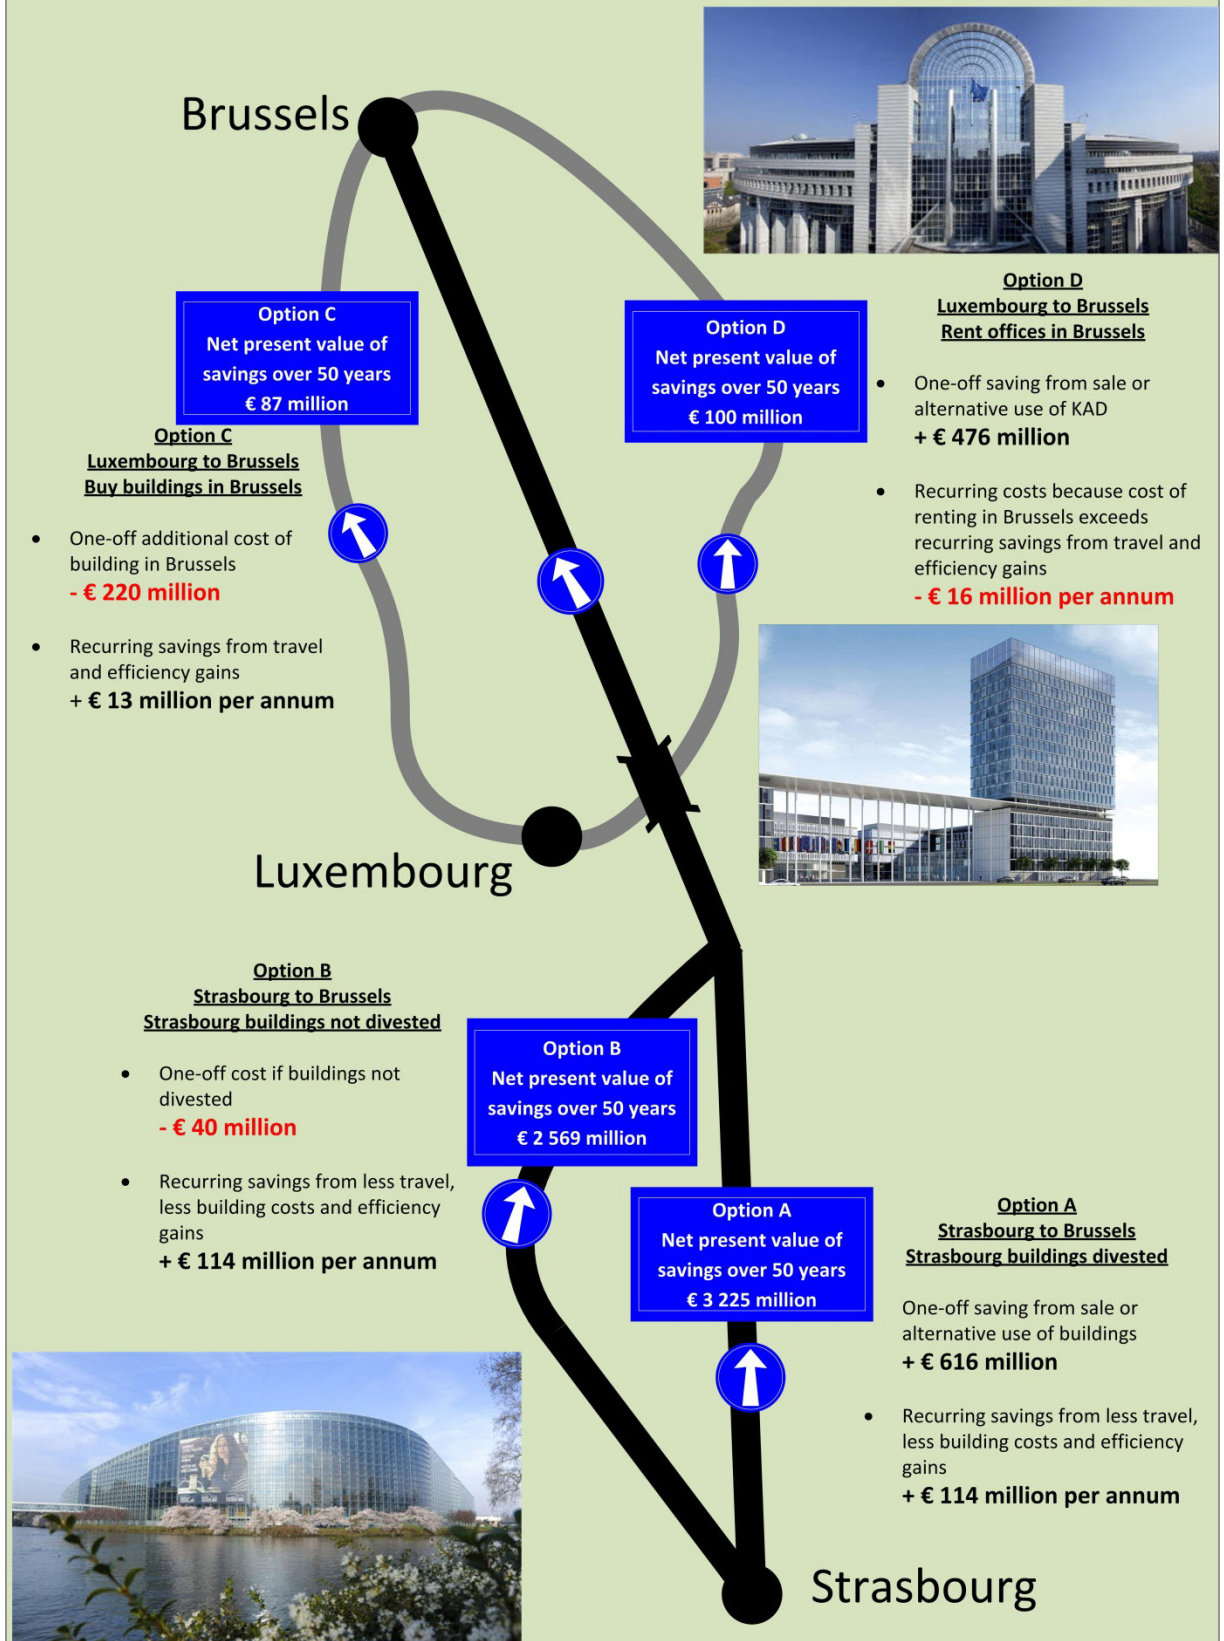 Brussels
Option D
Luxembourg to Brussels
Rent offices in Brussels
• One-off saving from sale or
alternative use of KAD
+ € 476 million
• Recurring costs because cost of
renting in Brussels exceeds
recurring savings from travel and
efficiency gains
- € 16 million per annum
Option C
Net present value of
savings over 50 years
€ 87 million
Option D
Net present value of
savings over 50 years
€ 100 million
Option C
Luxembourg to Brussels
Buy buildings in Brussels
• One-off additional cost of
building in Brussels
- € 220 million
• Recurring savings from travel
and efficiency gains
+ € 13 million per annum
Luxembourg
Option B
Strasbourg to Brussels
Strasbourg buildings not divested
• One-off cost if buildings not
divested
- € 40 million
• Recurring savings from less travel,
less building costs and efficiency
gains
+ € 114 million per annum
Option B
Net present value of
savings over 50 years
€ 2 569 million
Option A
Net present value of
savings over 50 years
€ 3 225 million
Option A
Strasbourg to Brussels
Strasbourg buildings divested
One-off saving from sale or
alternative use of buildings
+ € 616 million
• Recurring savings from less travel,
less building costs and efficiency
gains
+ € 114 million per annum
Strasbourg